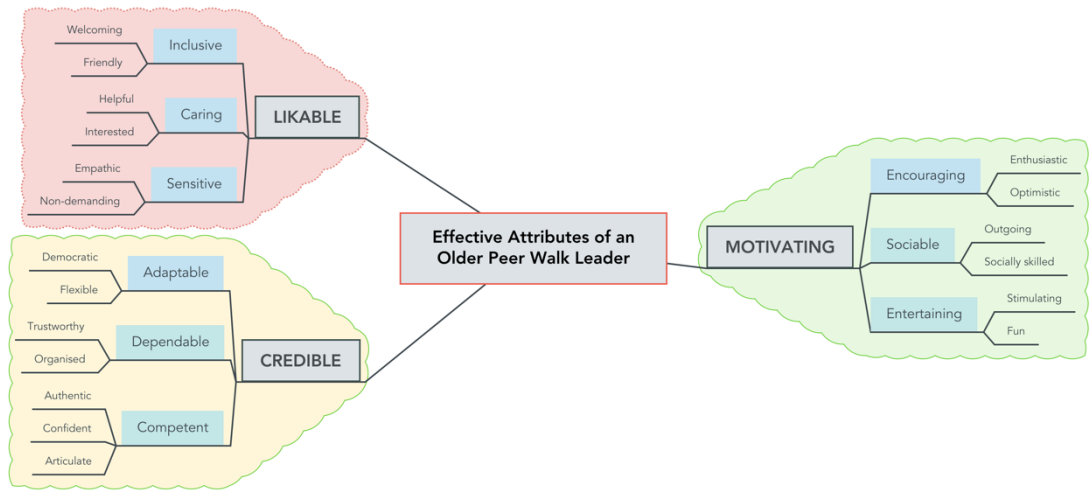 Welcoming
Friendly
Inclusive
Helpful
Interested
Caring
Empathic
Non-demanding
Sensitive
LIKABLE
Democratic
Flexible
Adaptable
Trustworthy
Organised
Dependable
Authentic
Confident
Articulate
Competent
CREDIBLE
Effective Attributes of an
Older Peer Walk Leader
MOTIVATING
Encouraging
Enthusiastic
Optimistic
Sociable
Outgoing
Socially skilled
Entertaining
Stimulating
Fun